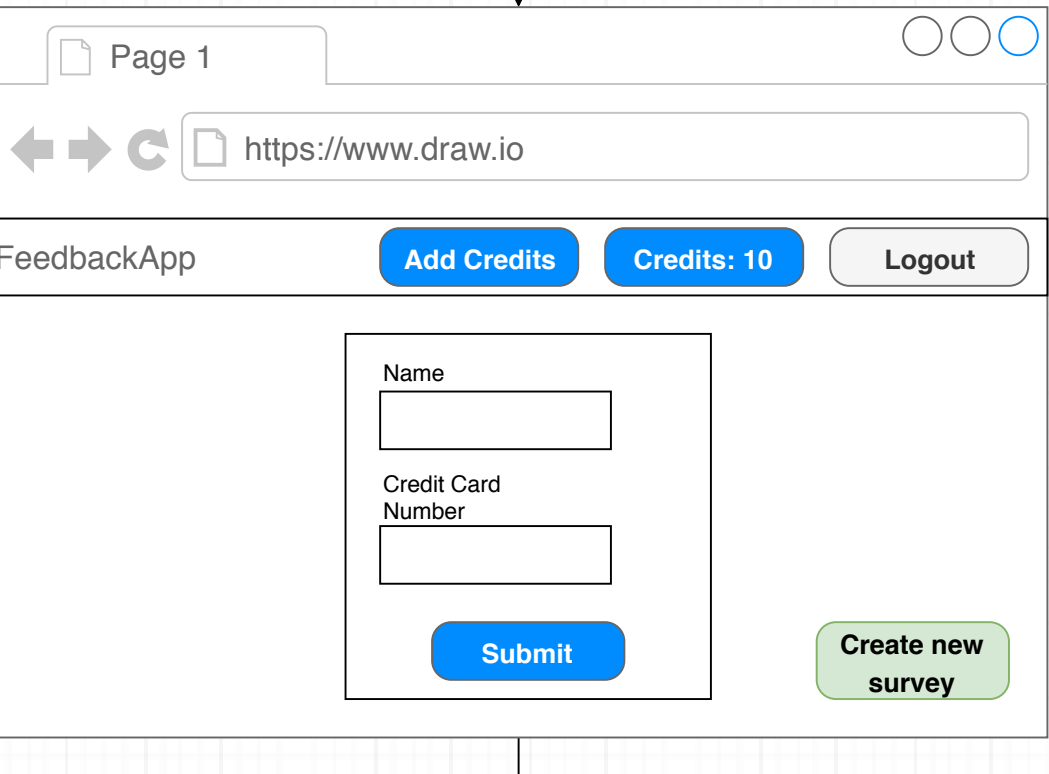 Page 1
https://www.draw.io
FeedbackApp
Add Credits
Credits: 10
Logout
Name
Credit Card
Number
Submit
Create new
survey